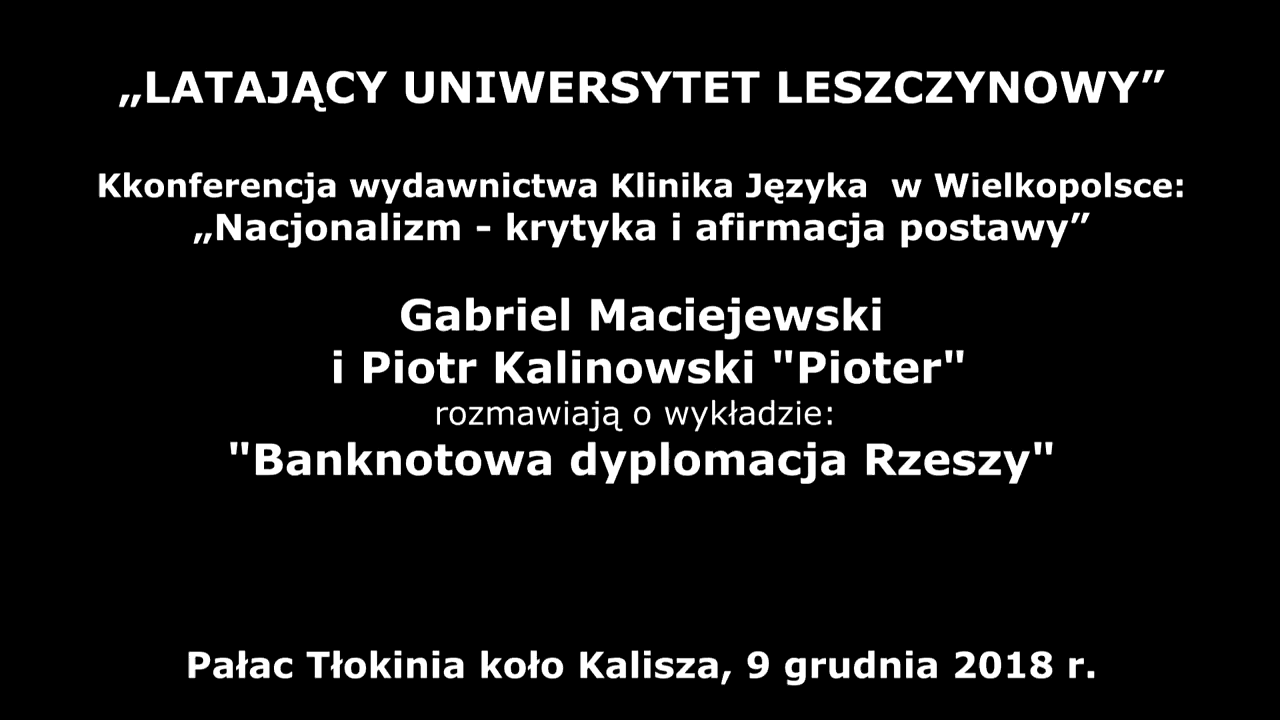 „LATAJĄCY UNIWERSYTET LESZCZYNOWY”
Kkonferencja wydawnictwa Klinika Języka  w Wielkopolsce:
„Nacjonalizm - krytyka i afirmacja postawy”
Gabriel Maciejewski
i Piotr Kalinowski "Pioter"
rozmawiają o wykładzie:
"Banknotowa dyplomacja Rzeszy"
Pałac Tłokinia koło Kalisza, 9 grudnia 2018 r.